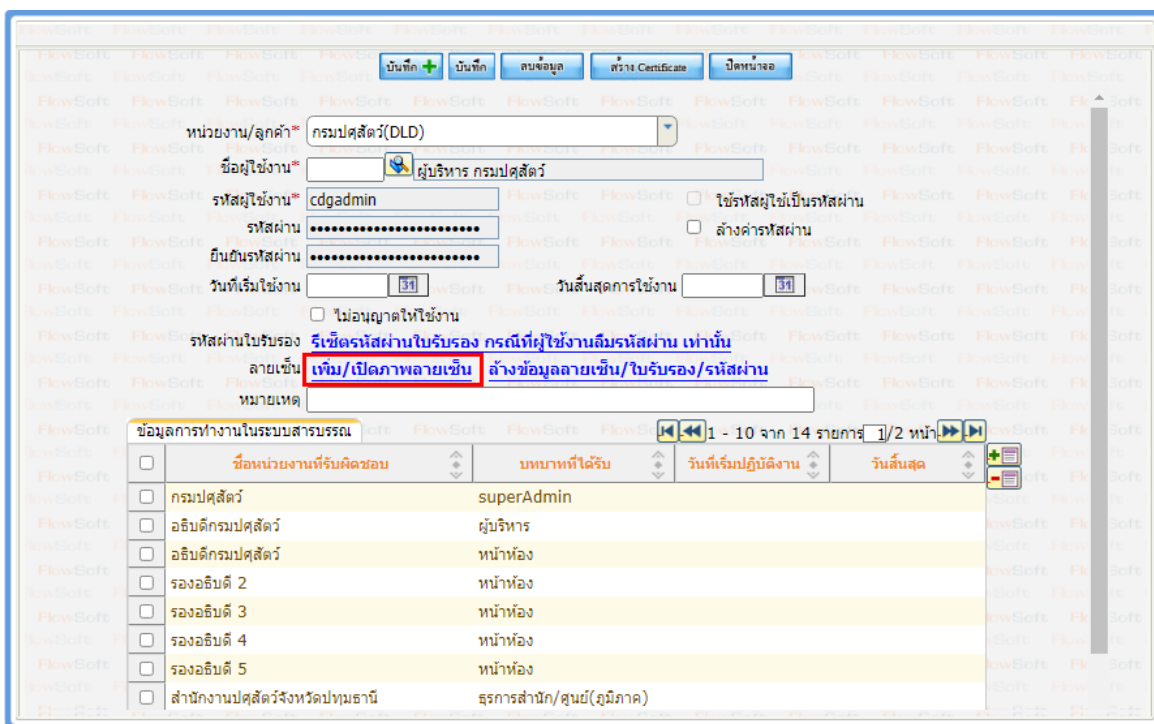 บันทึก บันทึก ลบข้อมูล สร้าง Certificate ปิดหน้าจอ
หน่วยงาน/ลูกค้า* กรมปศุสัตว์(DLD)
ชื่อผู้ใช้งาน* ผู้บริหาร กรมปศุสัตว์
รหัสผู้ใช้งาน* cdgadmin ใช้รหัสผู้ใช้เป็นรหัสผ่าน
รหัสผ่าน ล้างค่ารหัสผ่าน
ยืนยันรหัสผ่าน
วันที่เริ่มใช้งาน 31 วันสิ้นสุดการใช้งาน 31
ไม่อนุญาตให้ใช้งาน
รหัสผ่านใบรับรอง รีเซ็ตรหัสผ่านใบรับรอง กรณีที่ผู้ใช้งานลืมรหัสผ่าน เท่านั้น
ลายเซ็น เพิ่ม/เปิดภาพลายเซ็น ล้างข้อมูลลายเซ็น/ใบรับรอง/รหัสผ่าน
หมายเหตุ
ข้อมูลการทำงานในระบบสารบรรณ 1 - 10 จาก 14 รายการ 1/2 หน้า
ชื่อหน่วยงานที่รับผิดชอบ บทบาทที่ได้รับ วันที่เริ่มปฏิบัติงาน วันสิ้นสุด
กรมปศุสัตว์ superAdmin
อธิบดีกรมปศุสัตว์ ผู้บริหาร
อธิบดีกรมปศุสัตว์ หน้าห้อง
รองอธิบดี 2 หน้าห้อง
รองอธิบดี 3 หน้าห้อง
รองอธิบดี 4 หน้าห้อง
รองอธิบดี 5 หน้าห้อง
สำนักงานปศุสัตว์จังหวัดปทุมธานี ธุรการสำนัก/ศูนย์(ภูมิภาค)